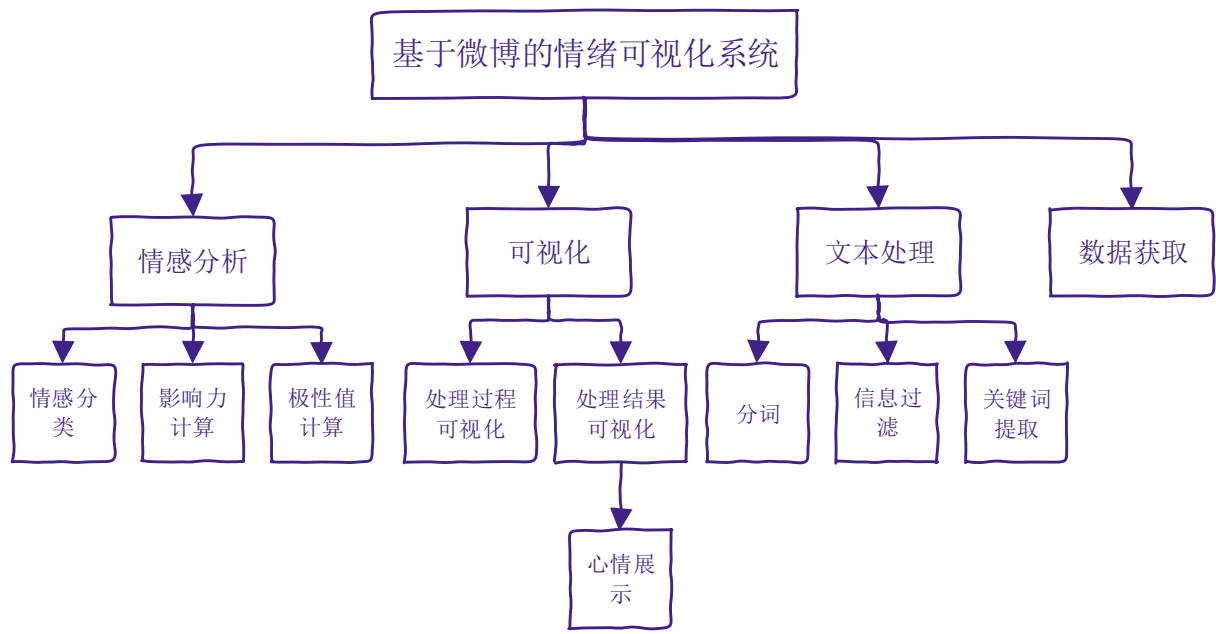 基于微博的情绪可视化系统
情感分析
可视化
文本处理
数据获取
情感分
类
影响力
计算
极性值
计算
处理过程
可视化
处理结果
可视化
分词
信息过
滤
关键词
提取
心情展
示